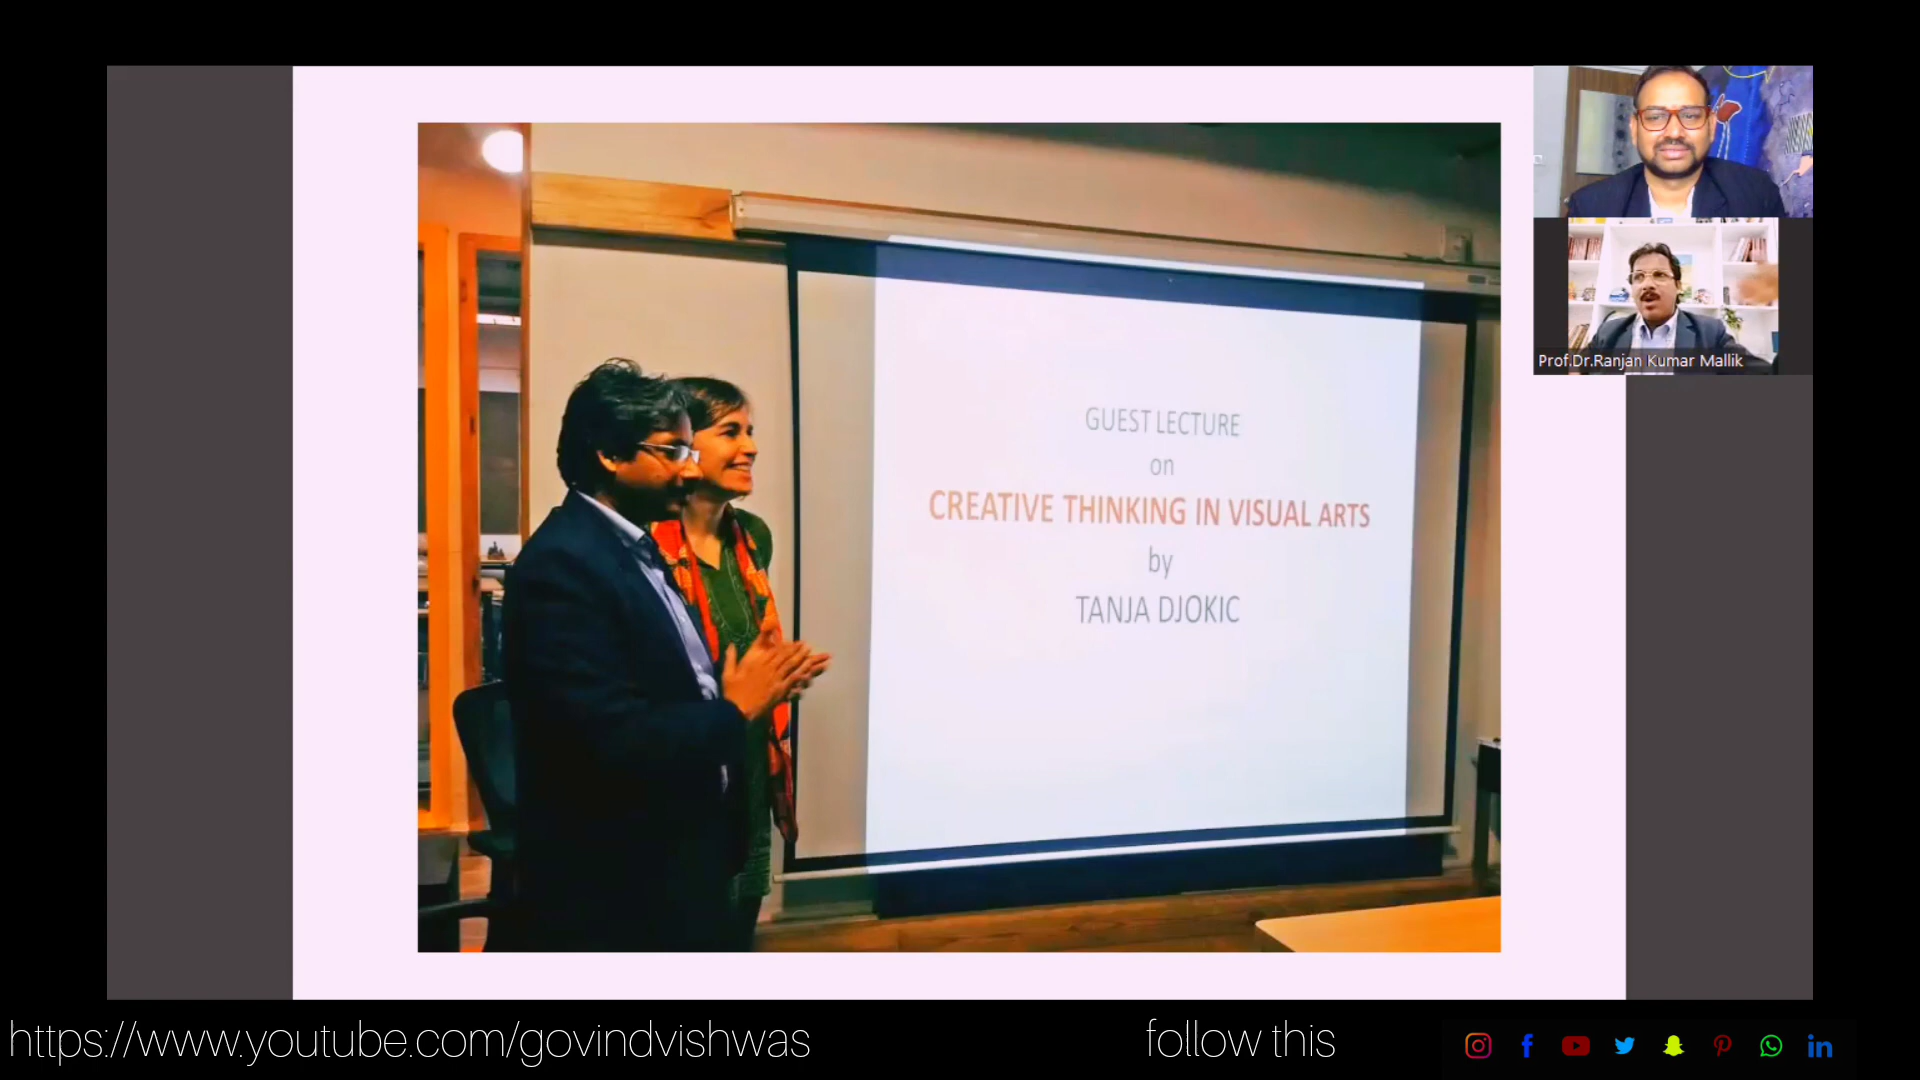 GUEST LECTURE
on
CREATIVE THINKING IN VISUAL ARTS
by
TANJA DJOKIC
Prof.Dr.Ranjan Kumar Mallik
https://www.youtube.com/govindvishwas
follow this